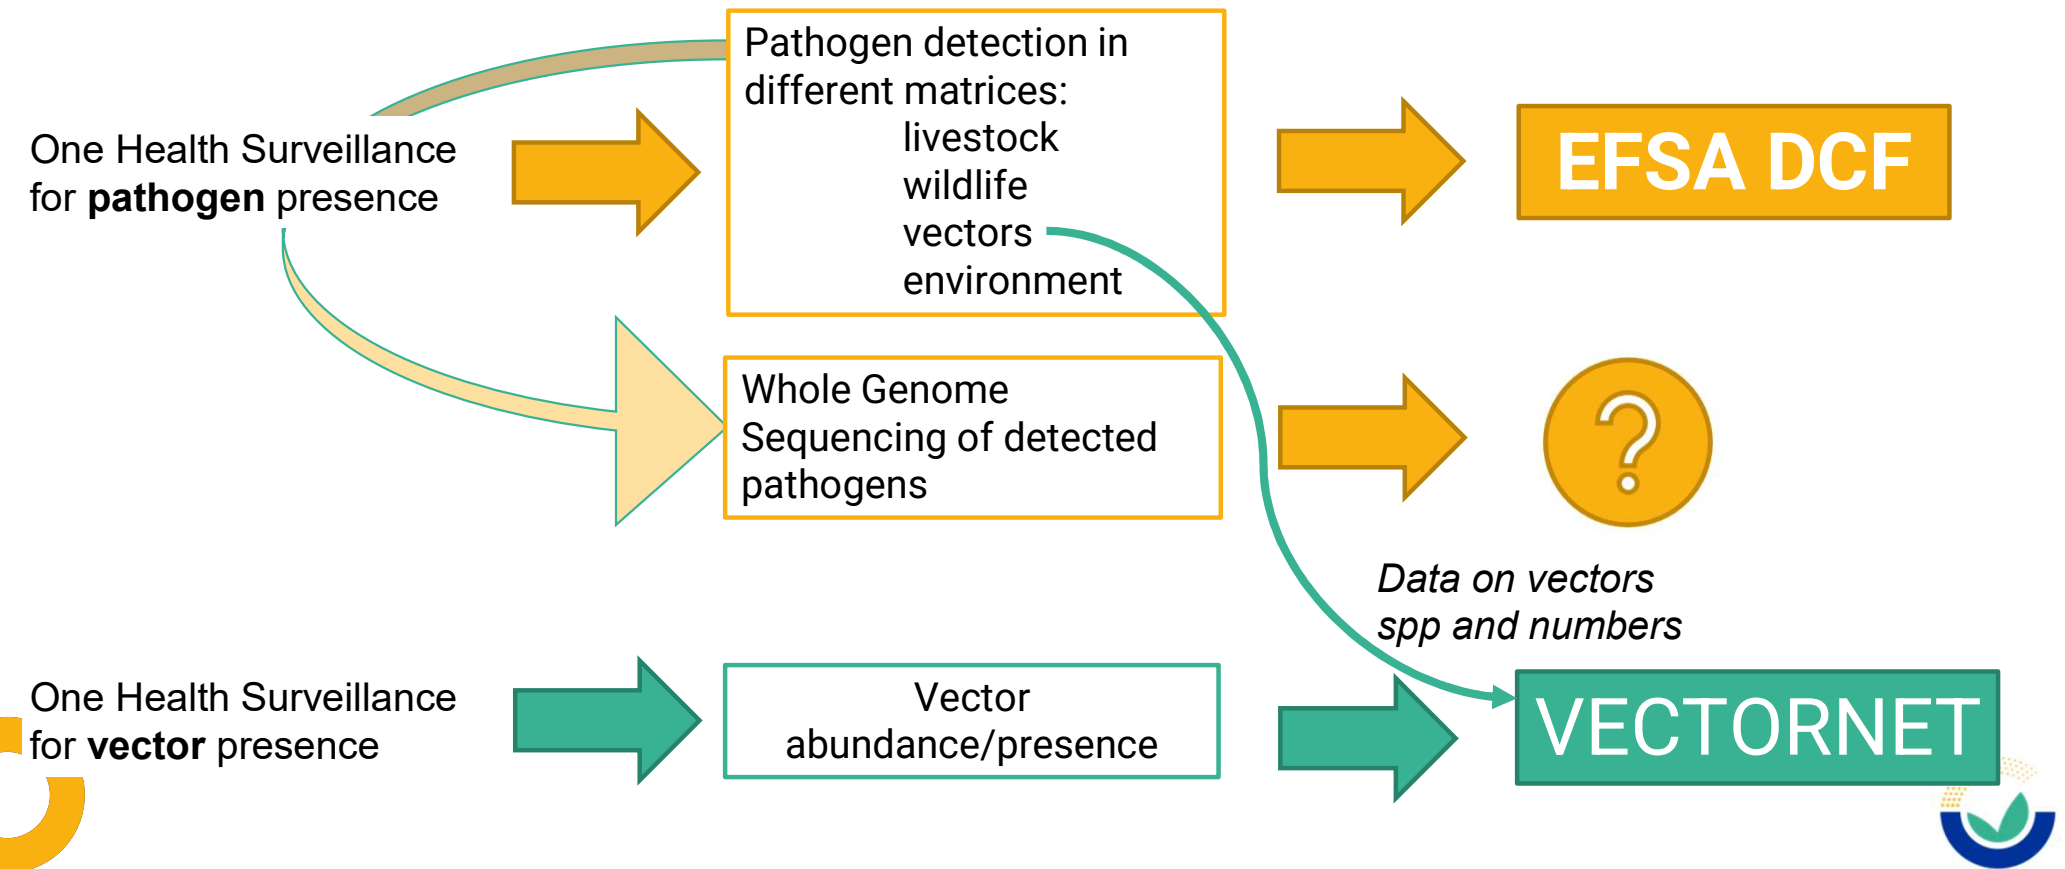 One Health Surveillance
for pathogen presence
Pathogen detection in
different matrices:
livestock
wildlife
vectors
environment
EFSA DCF
Whole Genome
Sequencing of detected
pathogens
?
Data on vectors
spp and numbers
One Health Surveillance
for vector presence
Vector
abundance/presence
VECTORNET